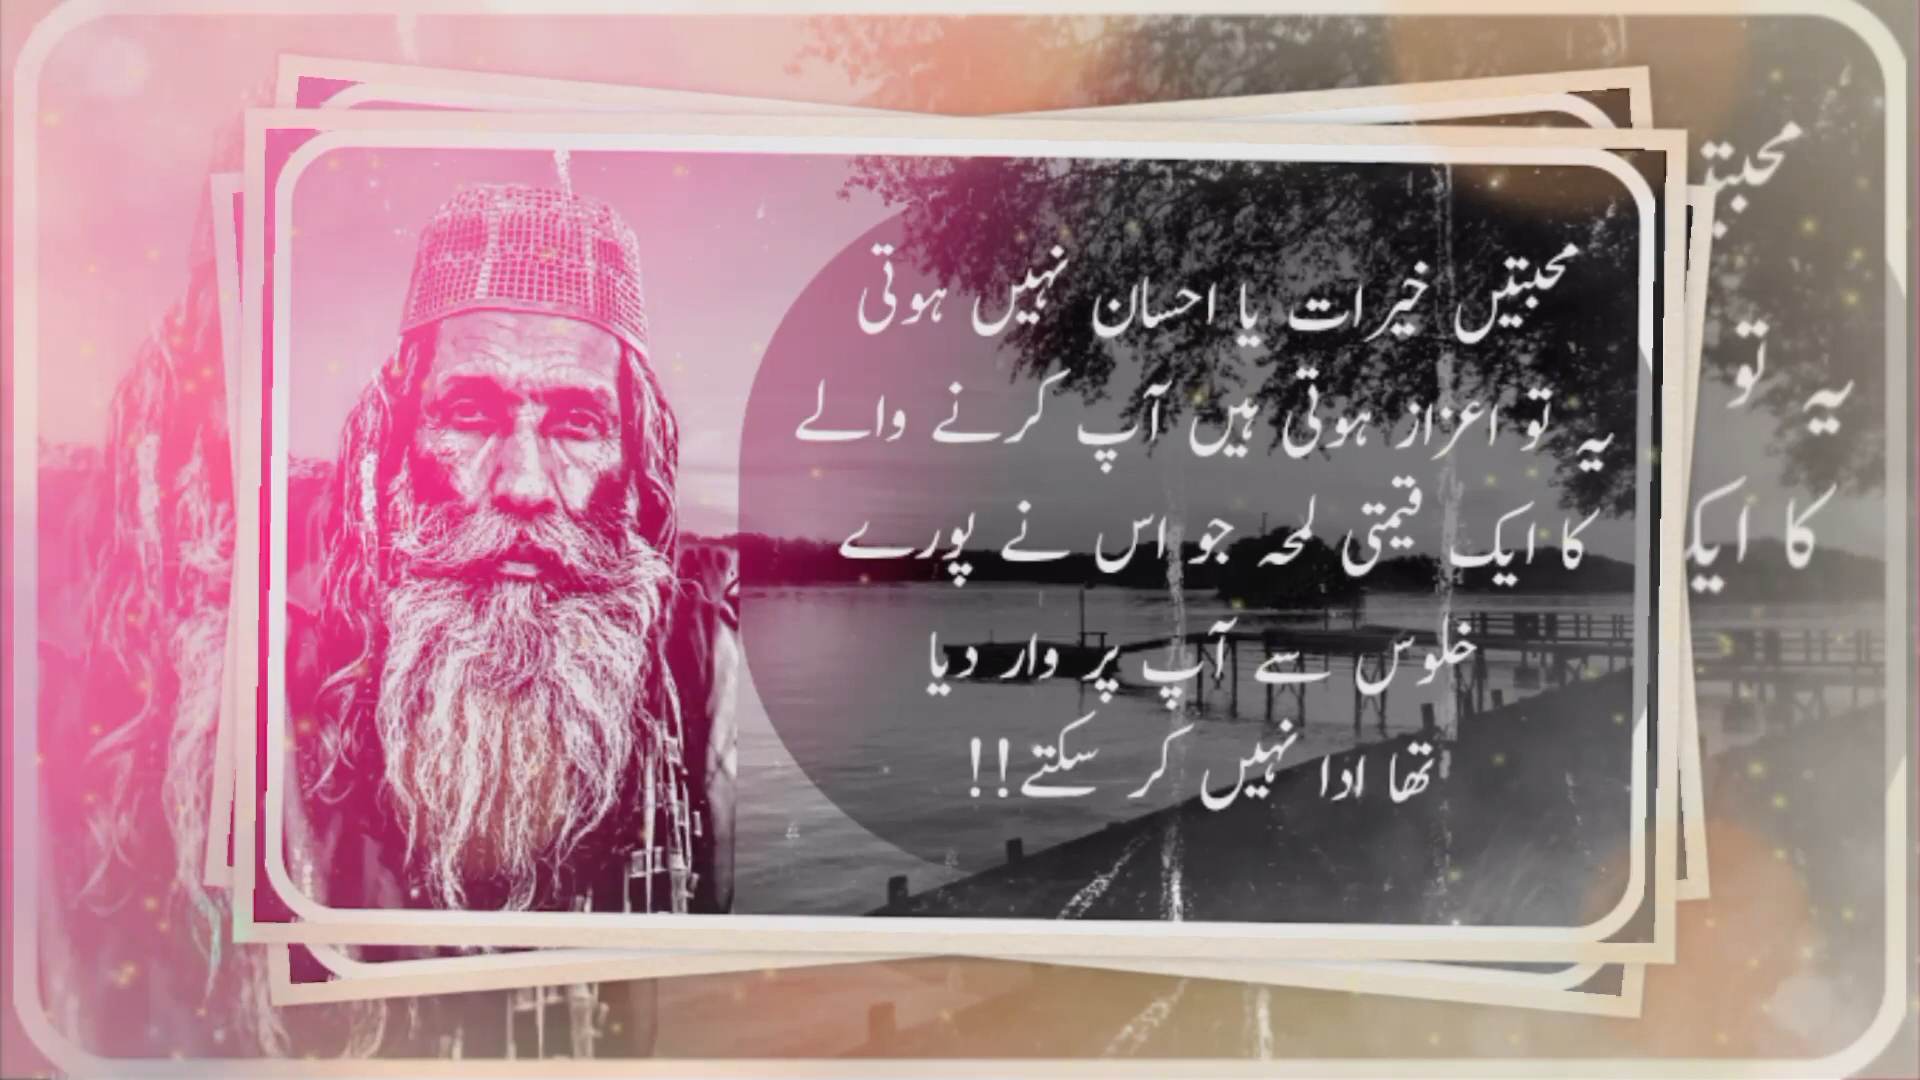 محبتیں خیرات یا احسان نہیں ہوتی
یہ تو اعزاز ہوتی ہیں آپ کرنے والے
کا ایک قیمتی لمحہ جو اس نے پورے
خلوس سے آپ پر وار دیا
تھا ادا نہیں کر سکتے!!